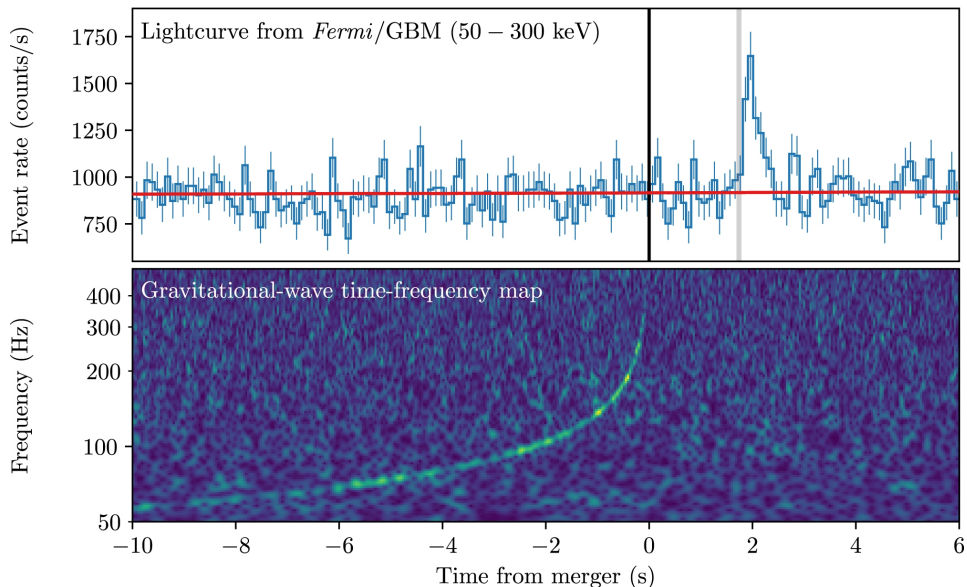 Lightcurve from Fermi/GBM (50 – 300 keV)
Event rate (counts/s)
1750
1500
1250
1000
750
Gravitational-wave time-frequency map
Frequency (Hz)
400
300
200
100
50
−10 −8 −6 −4 −2 0 2 4 6
Time from merger (s)